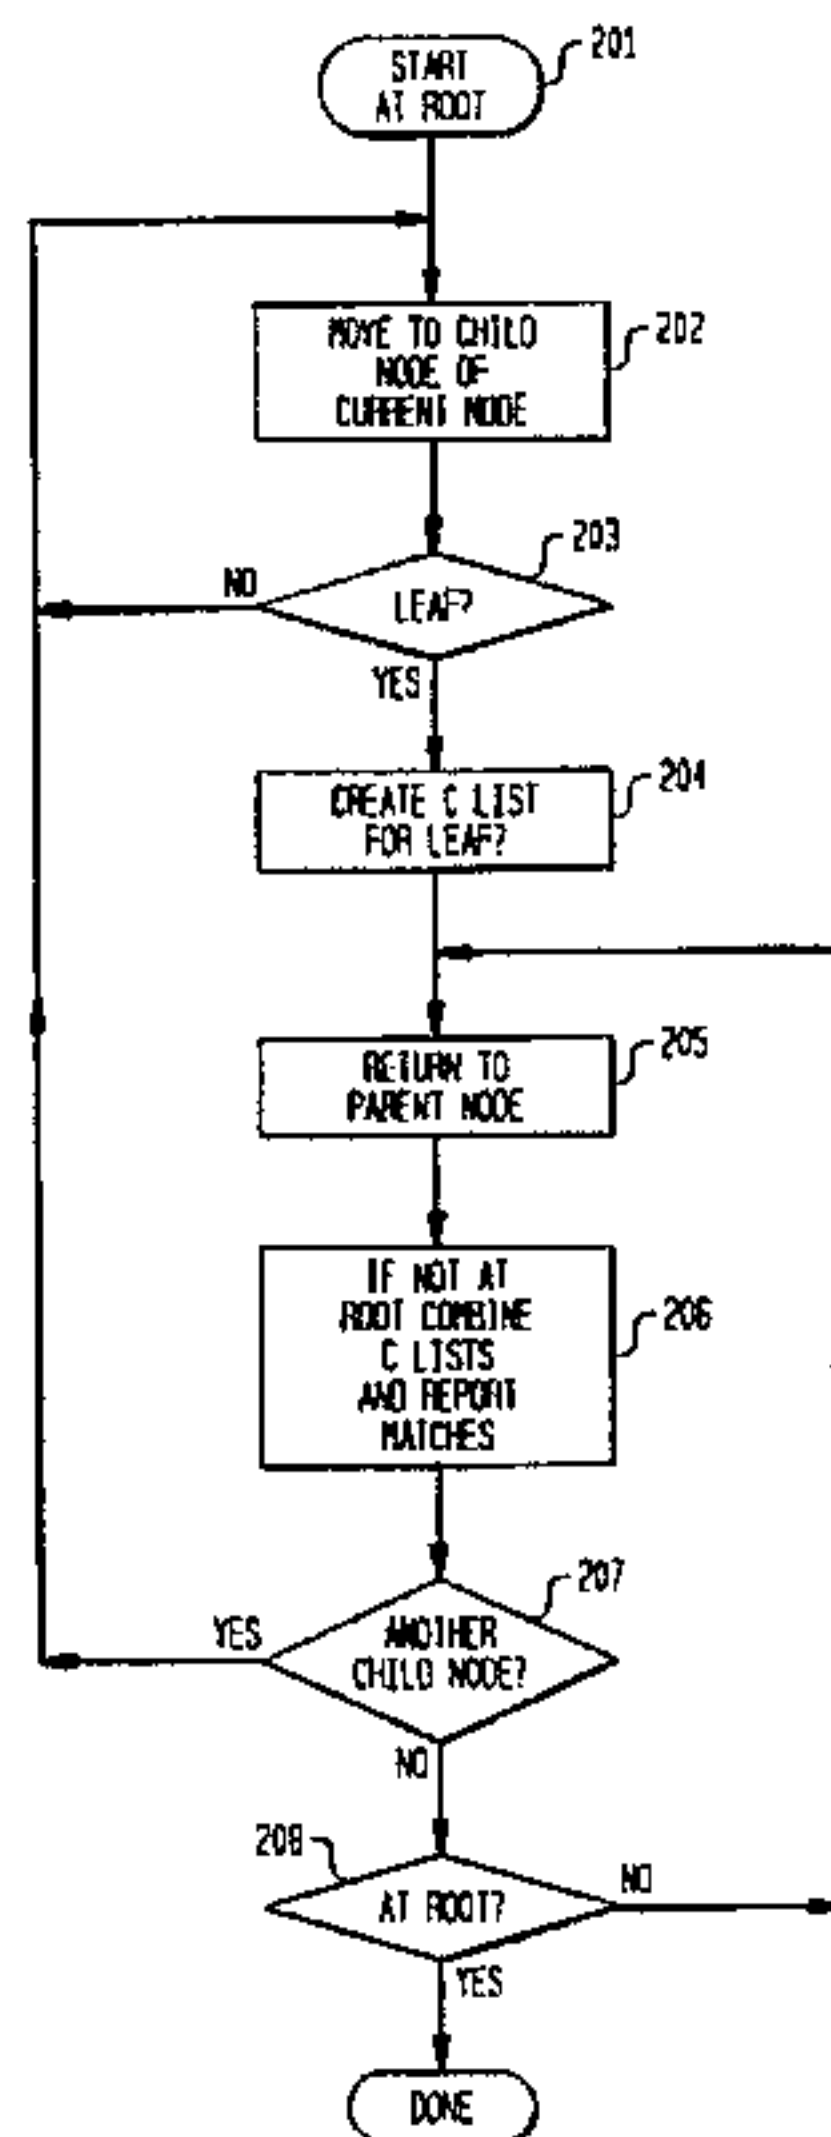 START
AT ROOT
201
MOVE TO CHILD
NODE OF
CURRENT NODE
202
LEAF?
203
NO
YES
CREATE C LIST
FOR LEAF?
204
RETURN TO
PARENT NODE
205
IF NOT AT
ROOT COMBINE
C LISTS
AND REPORT
MATCHES
206
ANOTHER
CHILD NODE?
207
YES
NO
208
AT ROOT?
NO
YES
DONE